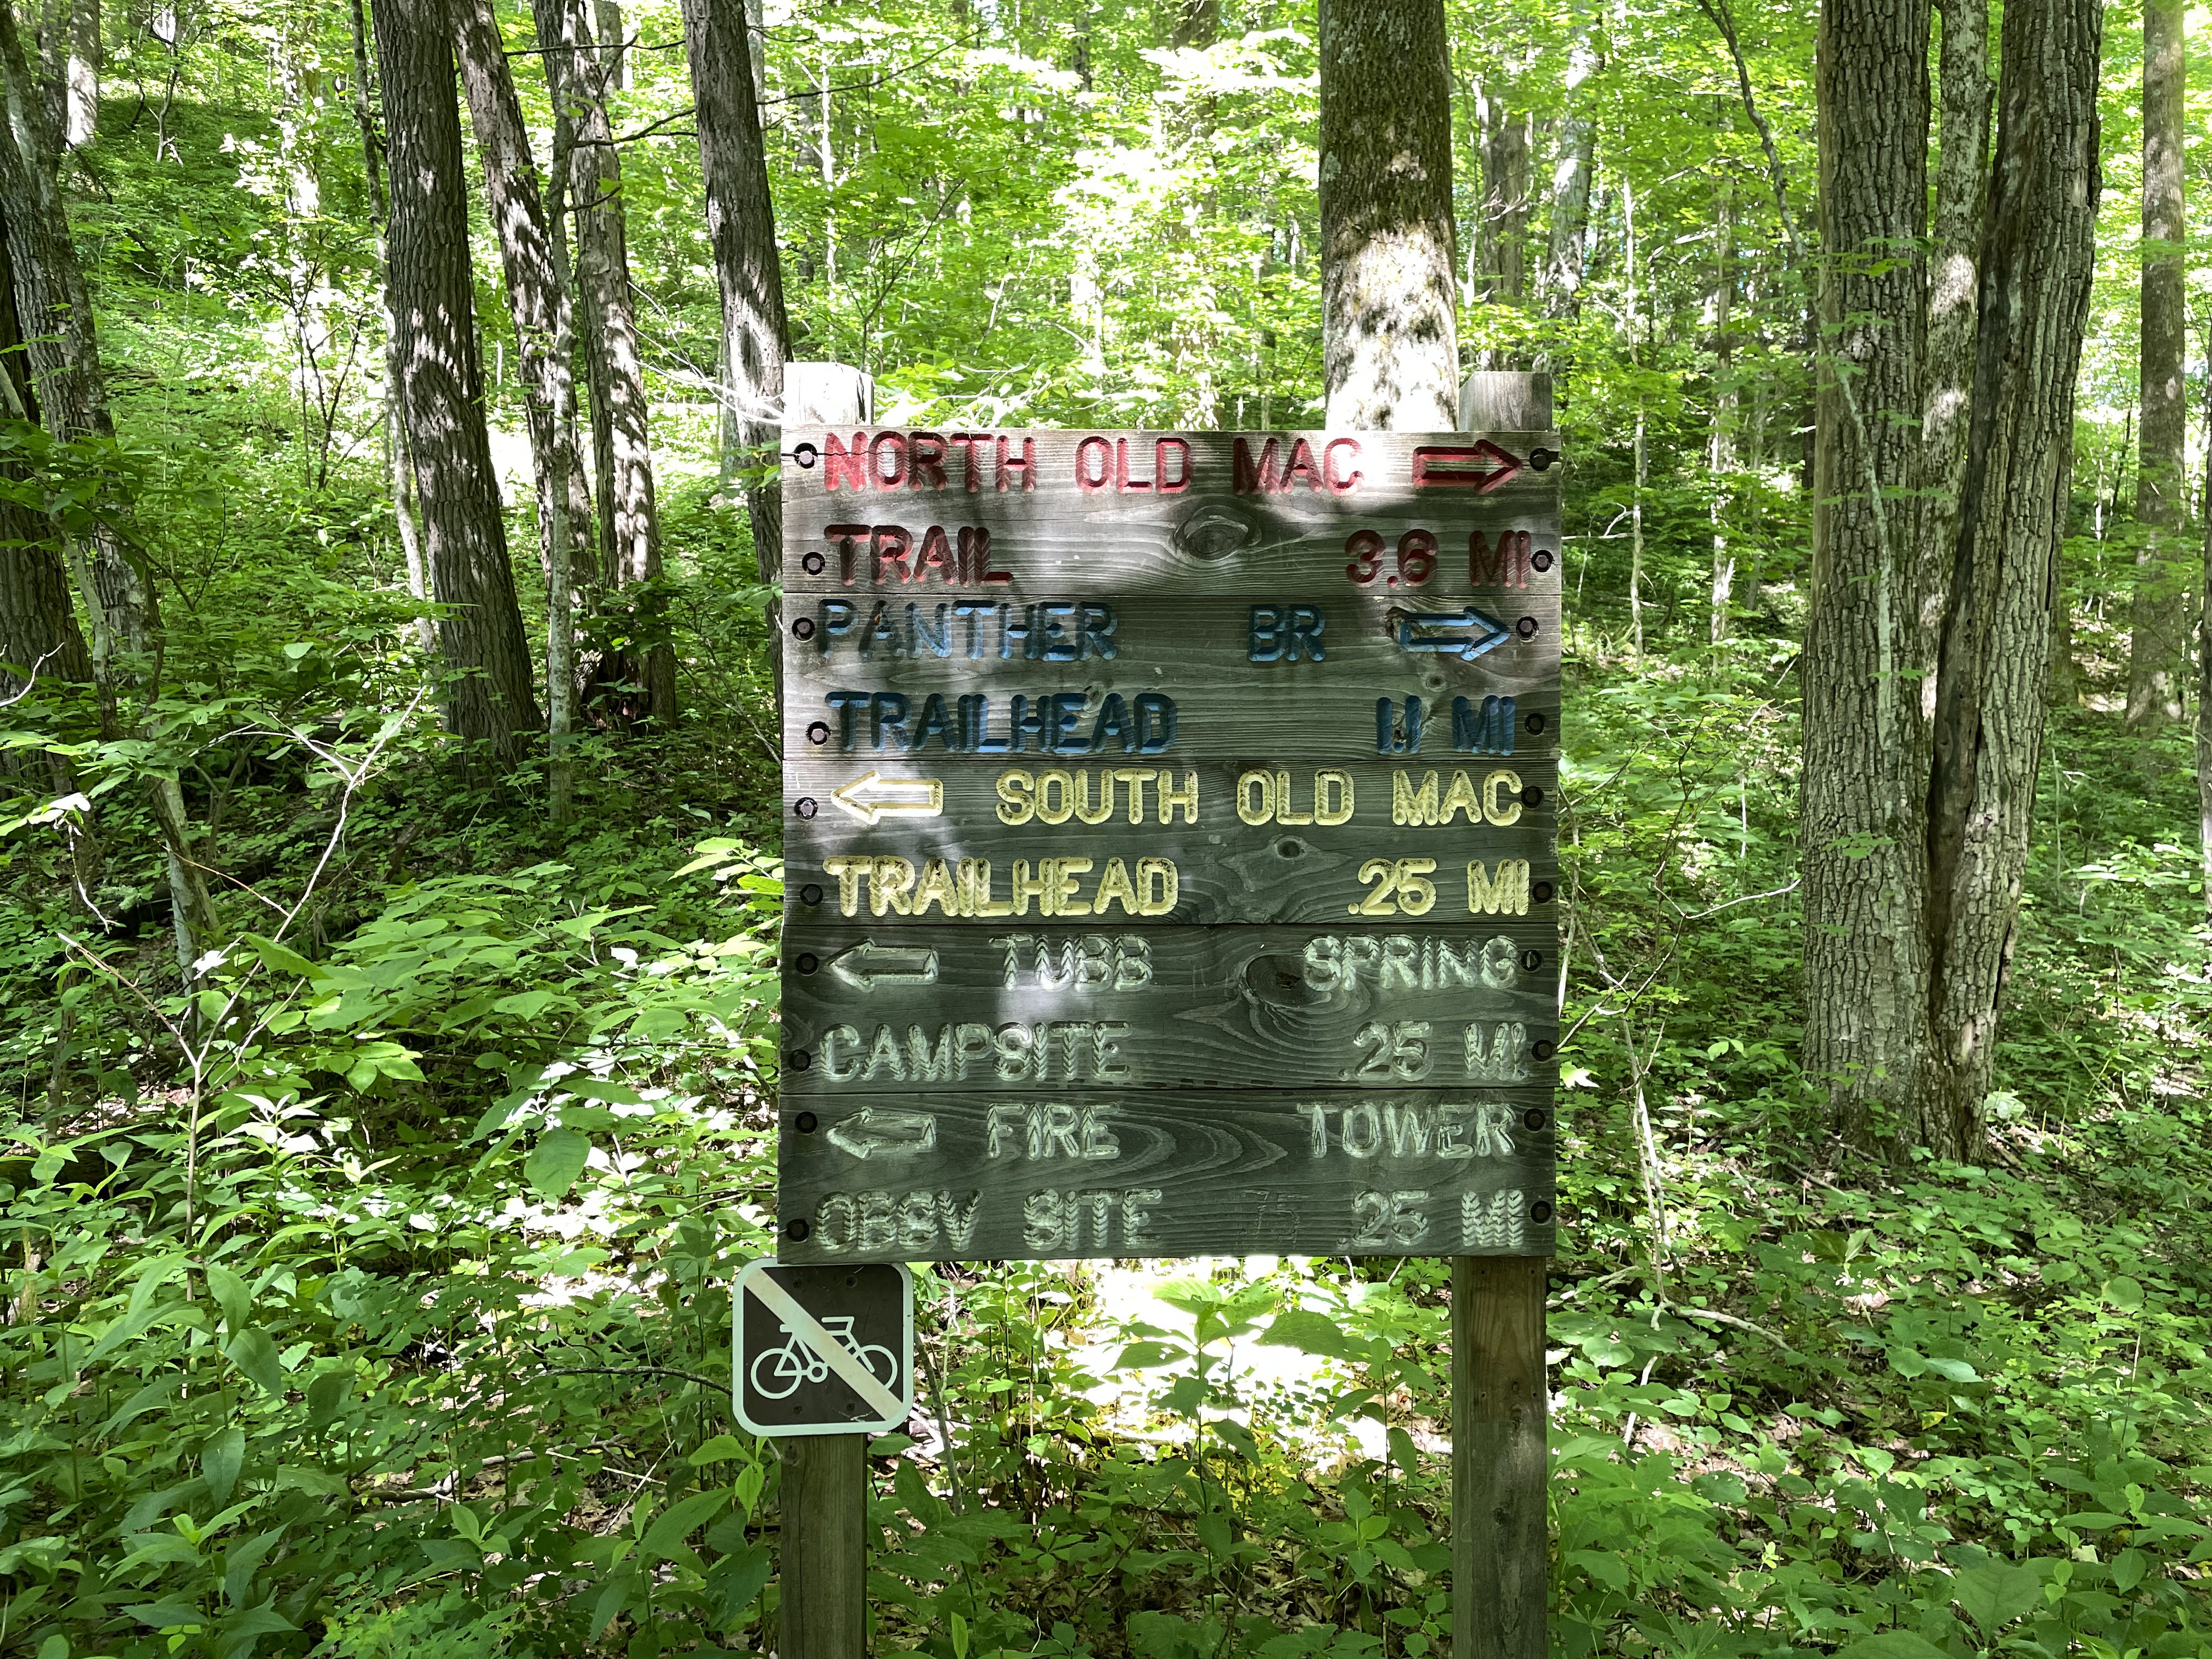 NORTH OLD MAC
TRAIL 3.6 MI
PANTHER BR
TRAILHEAD 1.1 MI
SOUTH OLD MAC
TRAILHEAD .25 MI
TUBB SPRING
CAMPSITE .25 MI
FIRE TOWER
OBSV SITE 75 .25 MI